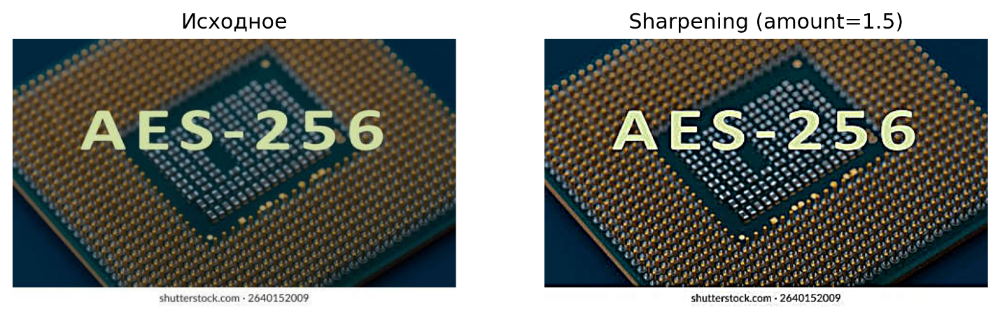 Исходное
Sharpening (amount=1.5)
AES-256
AES-256
shutterstock.com · 2640152009
shutterstock.com · 2640152009